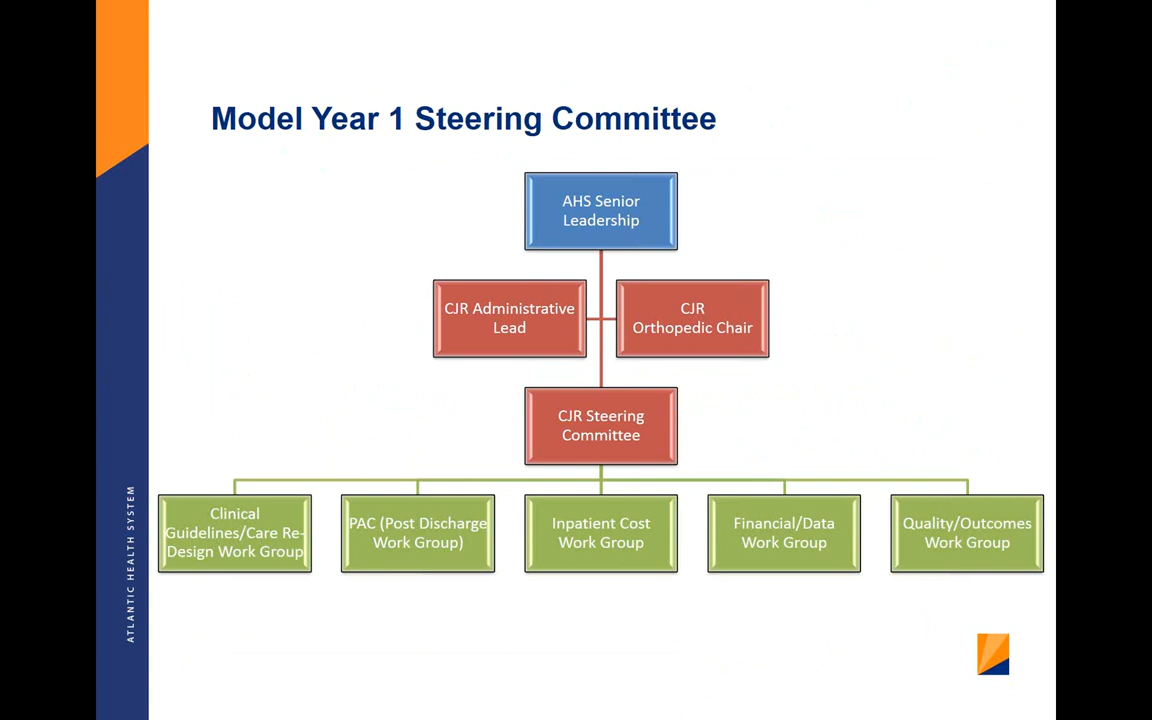 Model Year 1 Steering Committee
AHS Senior
Leadership
CJR Administrative
Lead
CJR
Orthopedic Chair
CJR Steering
Committee
Clinical
Guidelines/Care Re-
Design Work Group
PAC (Post Discharge
Work Group)
Inpatient Cost
Work Group
Financial/Data
Work Group
Quality/Outcomes
Work Group
ATLANTIC HEALTH SYSTEM